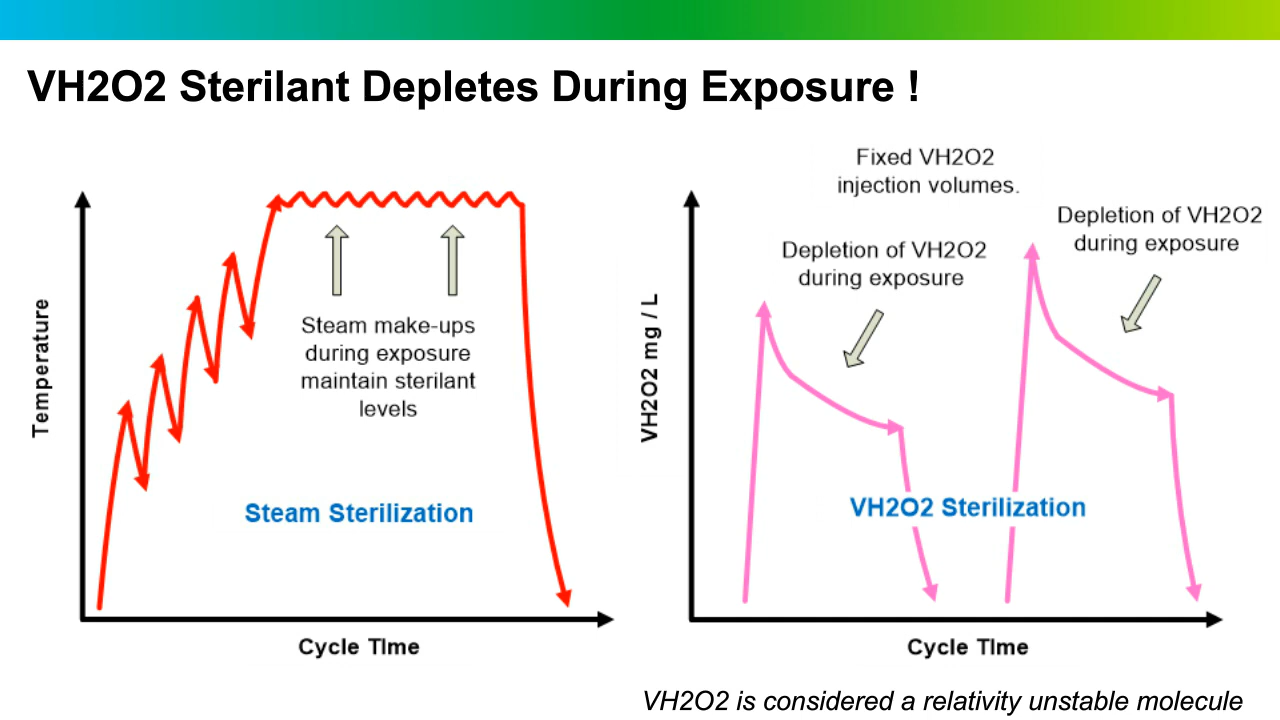 VH2O2 Sterilant Depletes During Exposure !
Temperature
Steam make-ups
during exposure
maintain sterilant
levels
Steam Sterilization
Cycle TIme
Fixed VH2O2
injection volumes.
Depletion of VH2O2
during exposure
Depletion of VH2O2
during exposure
VH2O2 mg / L
VH2O2 Sterilization
Cycle TIme
VH2O2 is considered a relativity unstable molecule